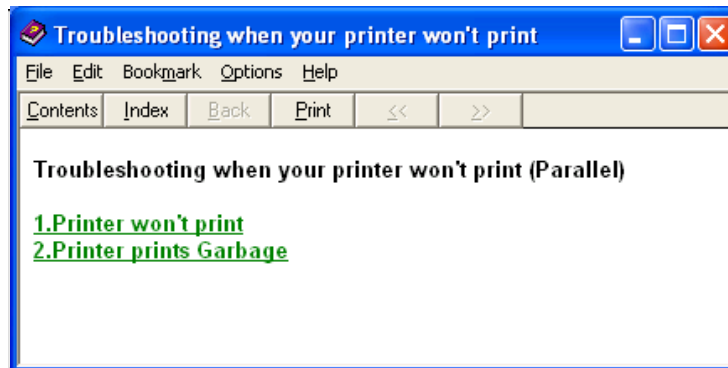 Troubleshooting when your printer won't print
File Edit Bookmark Options Help
Contents Index Back Print << >>
Troubleshooting when your printer won't print (Parallel)
1.Printer won't print
2.Printer prints Garbage